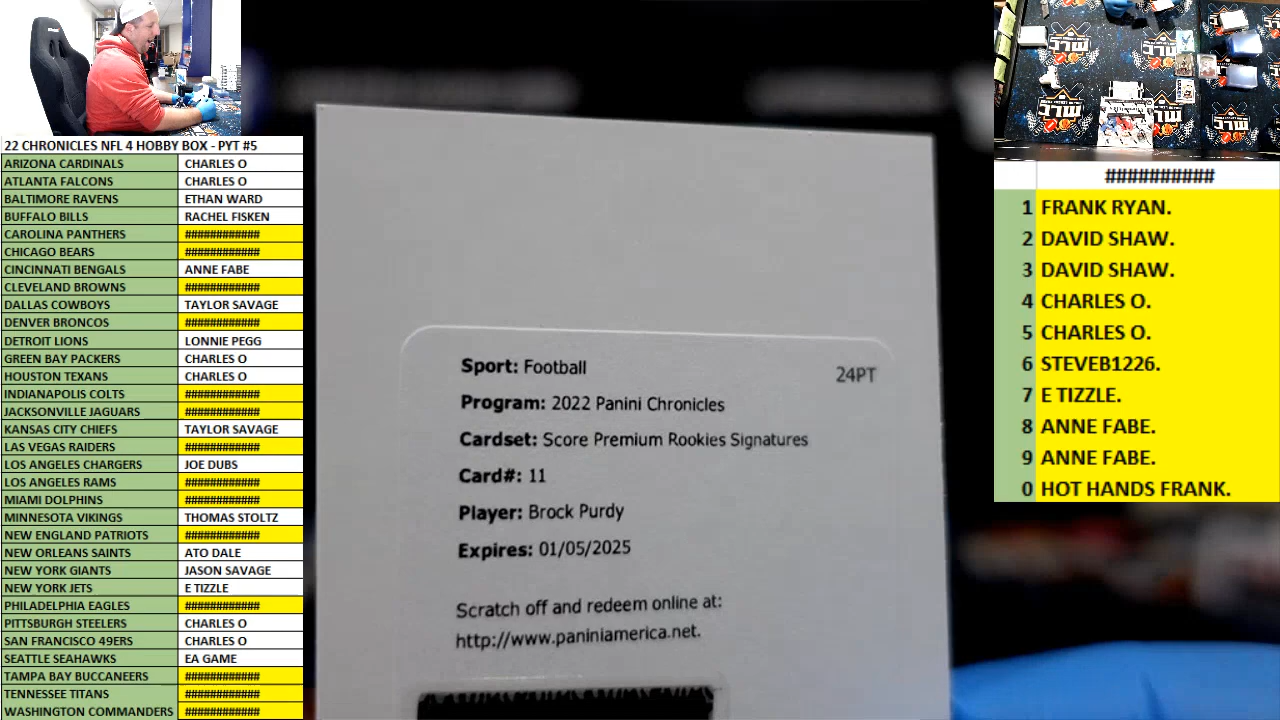 22 CHRONICLES NFL 4 HOBBY BOX - PYT #5
ARIZONA CARDINALS CHARLES O
ATLANTA FALCONS CHARLES O
BALTIMORE RAVENS ETHAN WARD
BUFFALO BILLS RACHEL FISKEN
CAROLINA PANTHERS ############
CHICAGO BEARS ############
CINCINNATI BENGALS ANNE FABE
CLEVELAND BROWNS ############
DALLAS COWBOYS TAYLOR SAVAGE
DENVER BRONCOS ############
DETROIT LIONS LONNIE PEGG
GREEN BAY PACKERS CHARLES O
HOUSTON TEXANS CHARLES O
INDIANAPOLIS COLTS ############
JACKSONVILLE JAGUARS ############
KANSAS CITY CHIEFS TAYLOR SAVAGE
LAS VEGAS RAIDERS ############
LOS ANGELES CHARGERS JOE DUBS
LOS ANGELES RAMS ############
MIAMI DOLPHINS ############
MINNESOTA VIKINGS THOMAS STOLTZ
NEW ENGLAND PATRIOTS ############
NEW ORLEANS SAINTS ATO DALE
NEW YORK GIANTS JASON SAVAGE
NEW YORK JETS E TIZZLE
PHILADELPHIA EAGLES ############
PITTSBURGH STEELERS CHARLES O
SAN FRANCISCO 49ERS CHARLES O
SEATTLE SEAHAWKS EA GAME
TAMPA BAY BUCCANEERS ############
TENNESSEE TITANS ############
WASHINGTON COMMANDERS ############
Sport: Football
24PT
Program: 2022 Panini Chronicles
Cardset: Score Premium Rookies Signatures
Card#: 11
Player: Brock Purdy
Expires: 01/05/2025
Scratch off and redeem online at:
http://www.paniniamerica.net.
##########
1 FRANK RYAN.
2 DAVID SHAW.
3 DAVID SHAW.
4 CHARLES O.
5 CHARLES O.
6 STEVEB1226.
7 E TIZZLE.
8 ANNE FABE.
9 ANNE FABE.
0 HOT HANDS FRANK.